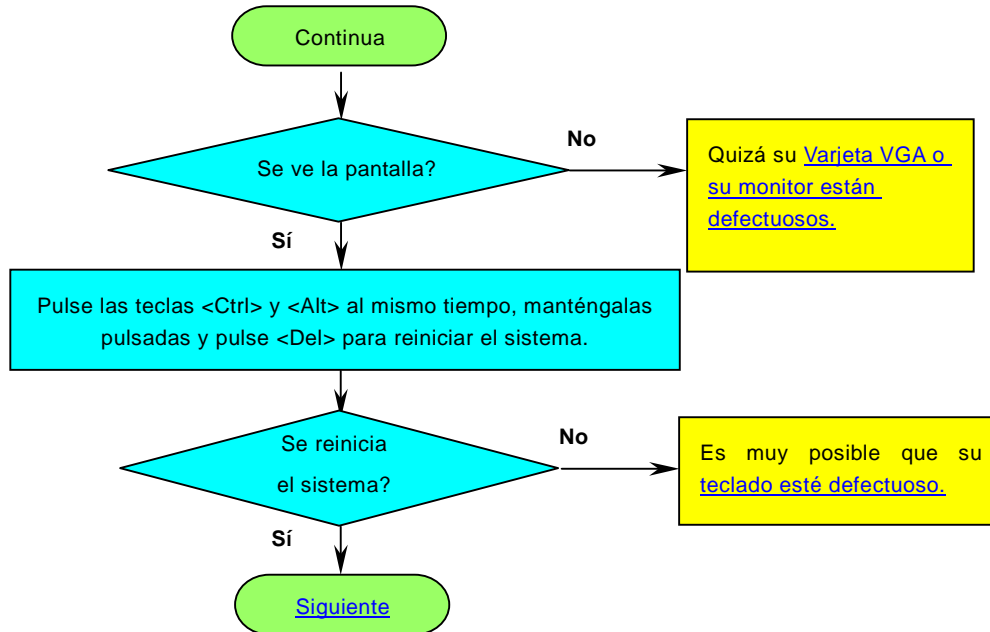 Continua
Se ve la pantalla?
No
Quizá su Varjeta VGA o
su monitor están
defectuosos.
Sí
Pulse las teclas <Ctrl> y <Alt> al mismo tiempo, manténgalas
pulsadas y pulse <Del> para reiniciar el sistema.
Se reinicia
el sistema?
No
Es muy posible que su
teclado esté defectuoso.
Sí
Siguiente